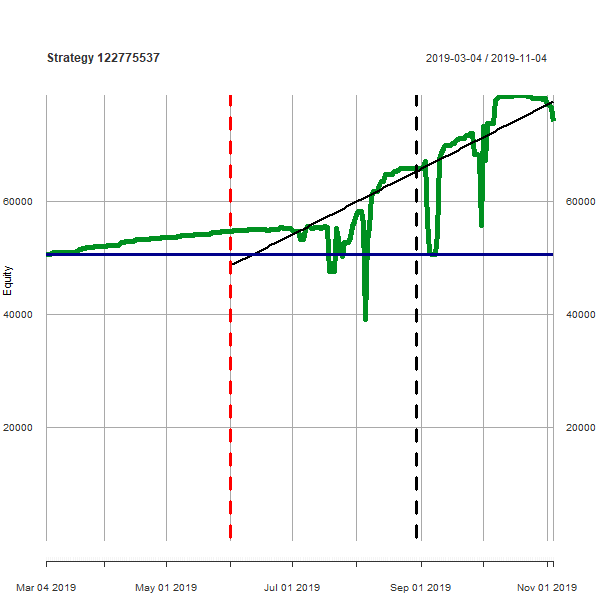 Strategy 122775537
2019-03-04 / 2019-11-04
60000
60000
Equity
40000
40000
20000
20000
Mar 04 2019
May 01 2019
Jul 01 2019
Sep 01 2019
Nov 01 2019